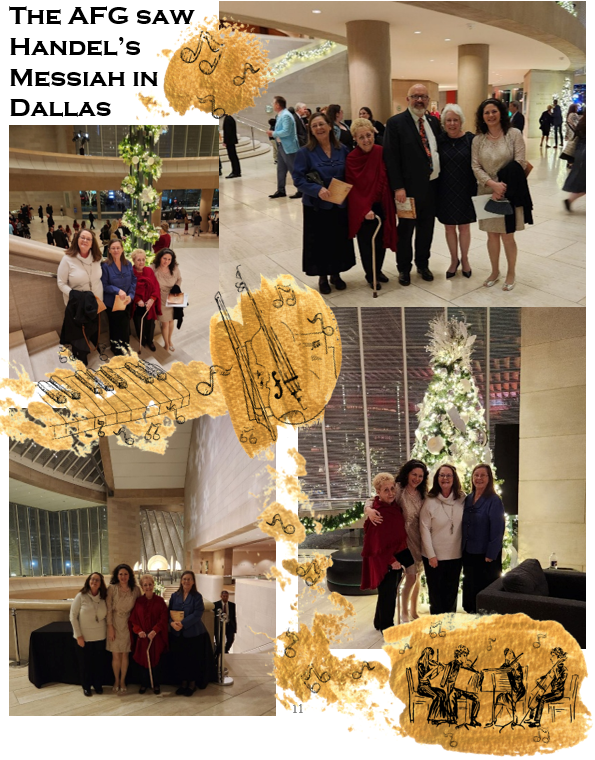 The AFG saw
Handel's
Messiah in
Dallas
11